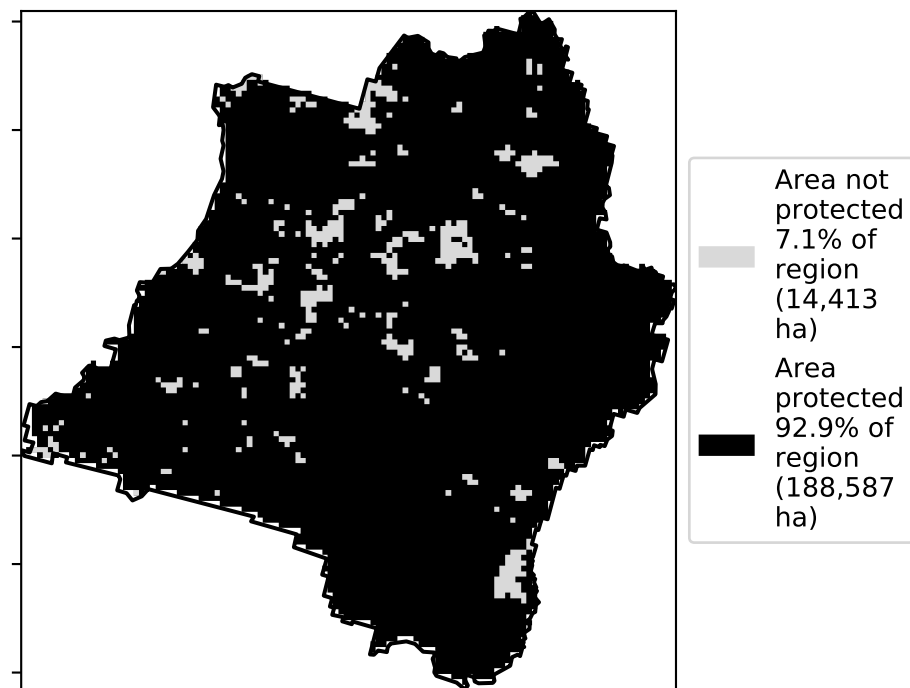 Area not
protected
7.1% of
region
(14,413
ha)
Area
protected
92.9% of
region
(188,587
ha)